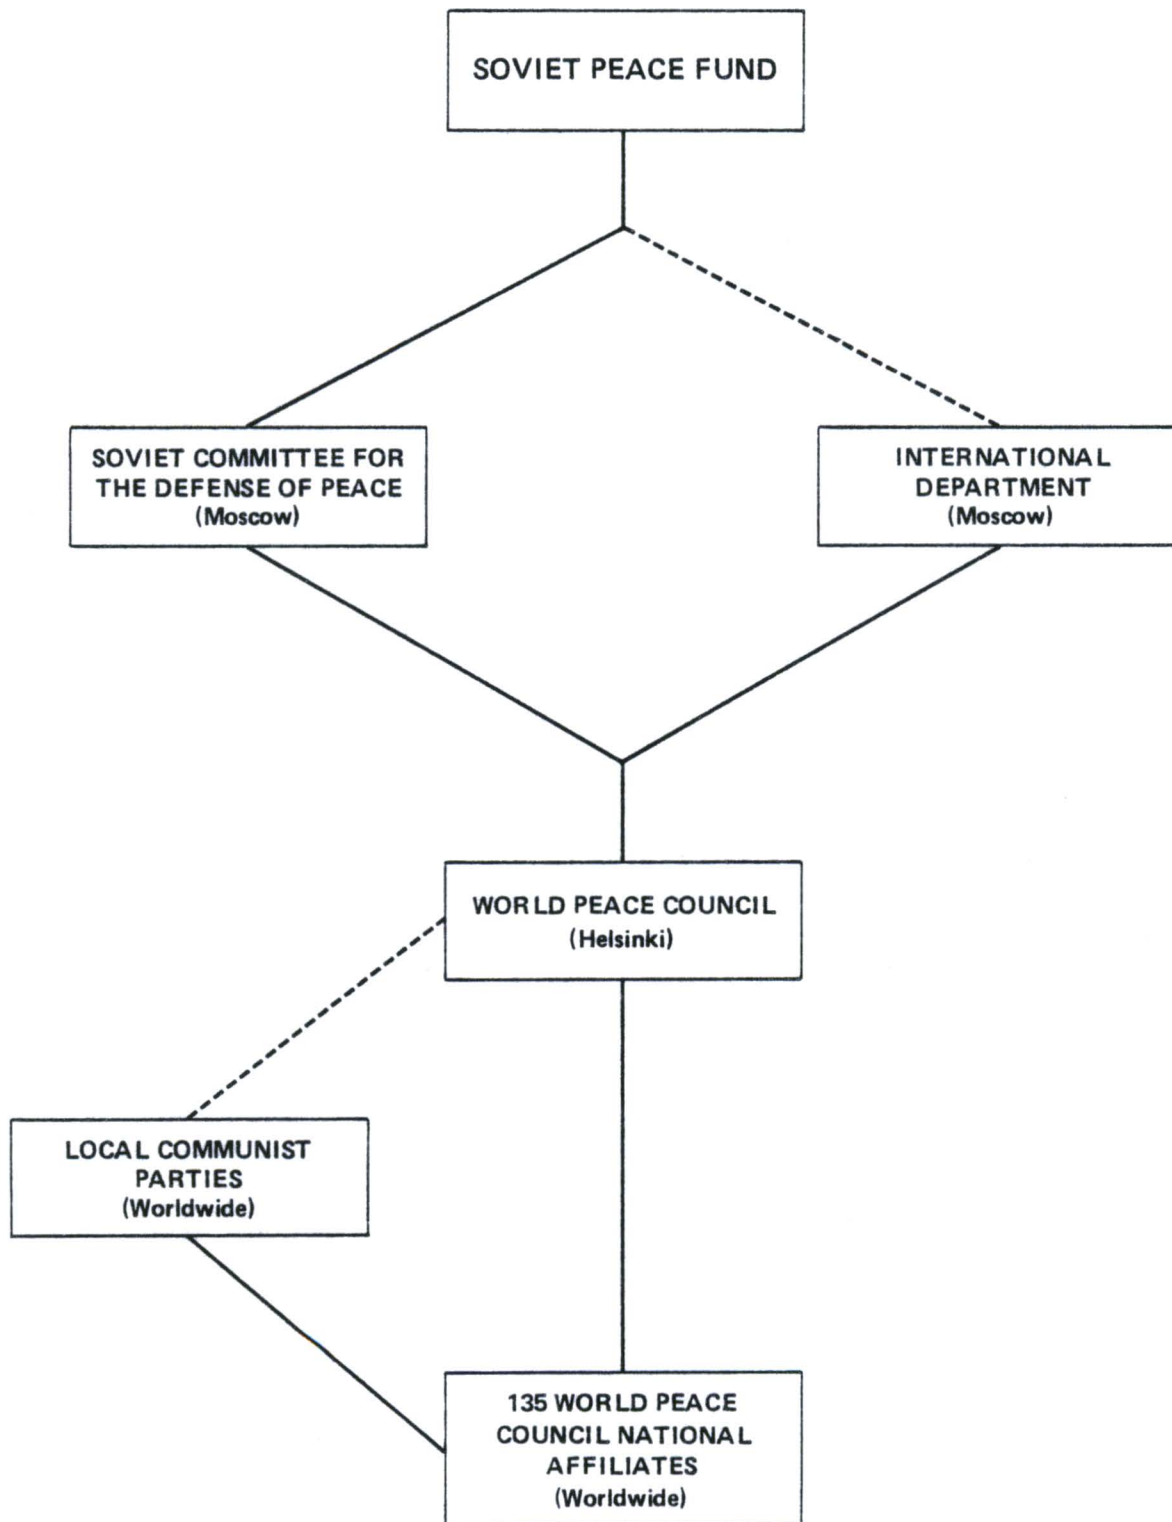 SOVIET PEACE FUND
SOVIET COMMITTEE FOR
THE DEFENSE OF PEACE
(Moscow)
INTERNATIONAL
DEPARTMENT
(Moscow)
WORLD PEACE COUNCIL
(Helsinki)
LOCAL COMMUNIST
PARTIES
(Worldwide)
135 WORLD PEACE
COUNCIL NATIONAL
AFFILIATES
(Worldwide)